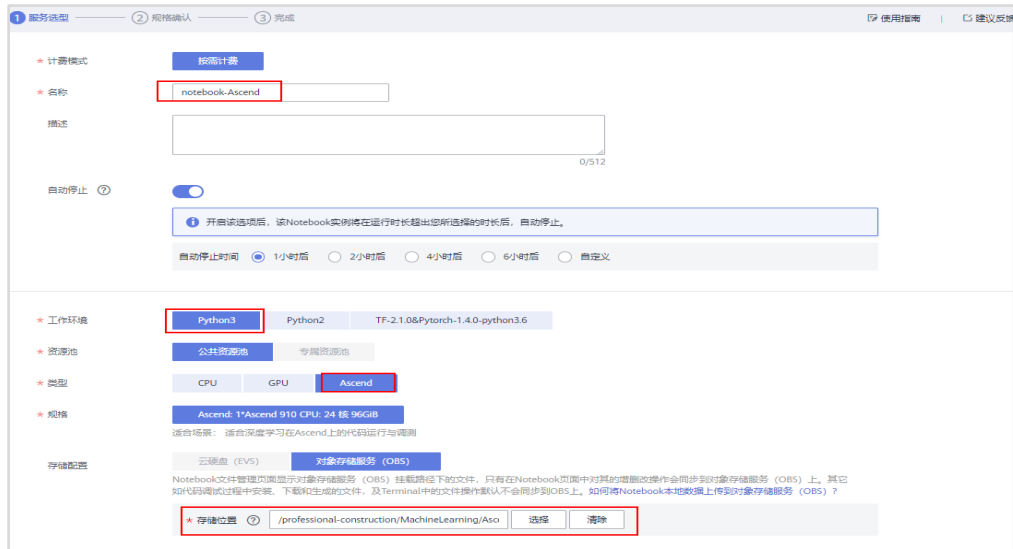 1 服务选型 2 规格确认 3 完成 使用指南 | 建议反馈
* 计费模式 按需计费
* 名称 notebook-Ascend
描述
0/512
自动停止 ?
开启该选项后，该Notebook实例将在运行时长超出您所选择的时长后，自动停止。
自动停止时间 1小时后 2小时后 4小时后 6小时后 自定义
* 工作环境 Python3 Python2 TF-2.1.0&Pytorch-1.4.0-python3.6
* 资源池 公共资源池 专属资源池
* 类型 CPU GPU Ascend
* 规格 Ascend: 1*Ascend 910 CPU: 24 核 96GiB
适合场景： 适合深度学习在Ascend上的代码运行与调测
存储配置 云硬盘（EVS） 对象存储服务（OBS）
Notebook文件管理页面显示对象存储服务（OBS）挂载路径下的文件，只有在Notebook页面中对其的增删改操作会同步到对象存储服务（OBS）上。其它
如代码调试过程中安装、下载和生成的文件，及Terminal中的文件操作默认不会同步到OBS上。如何将Notebook本地数据上传到对象存储服务（OBS）?
* 存储位置 ? /professional-construction/MachineLearning/Asc 选择 清除